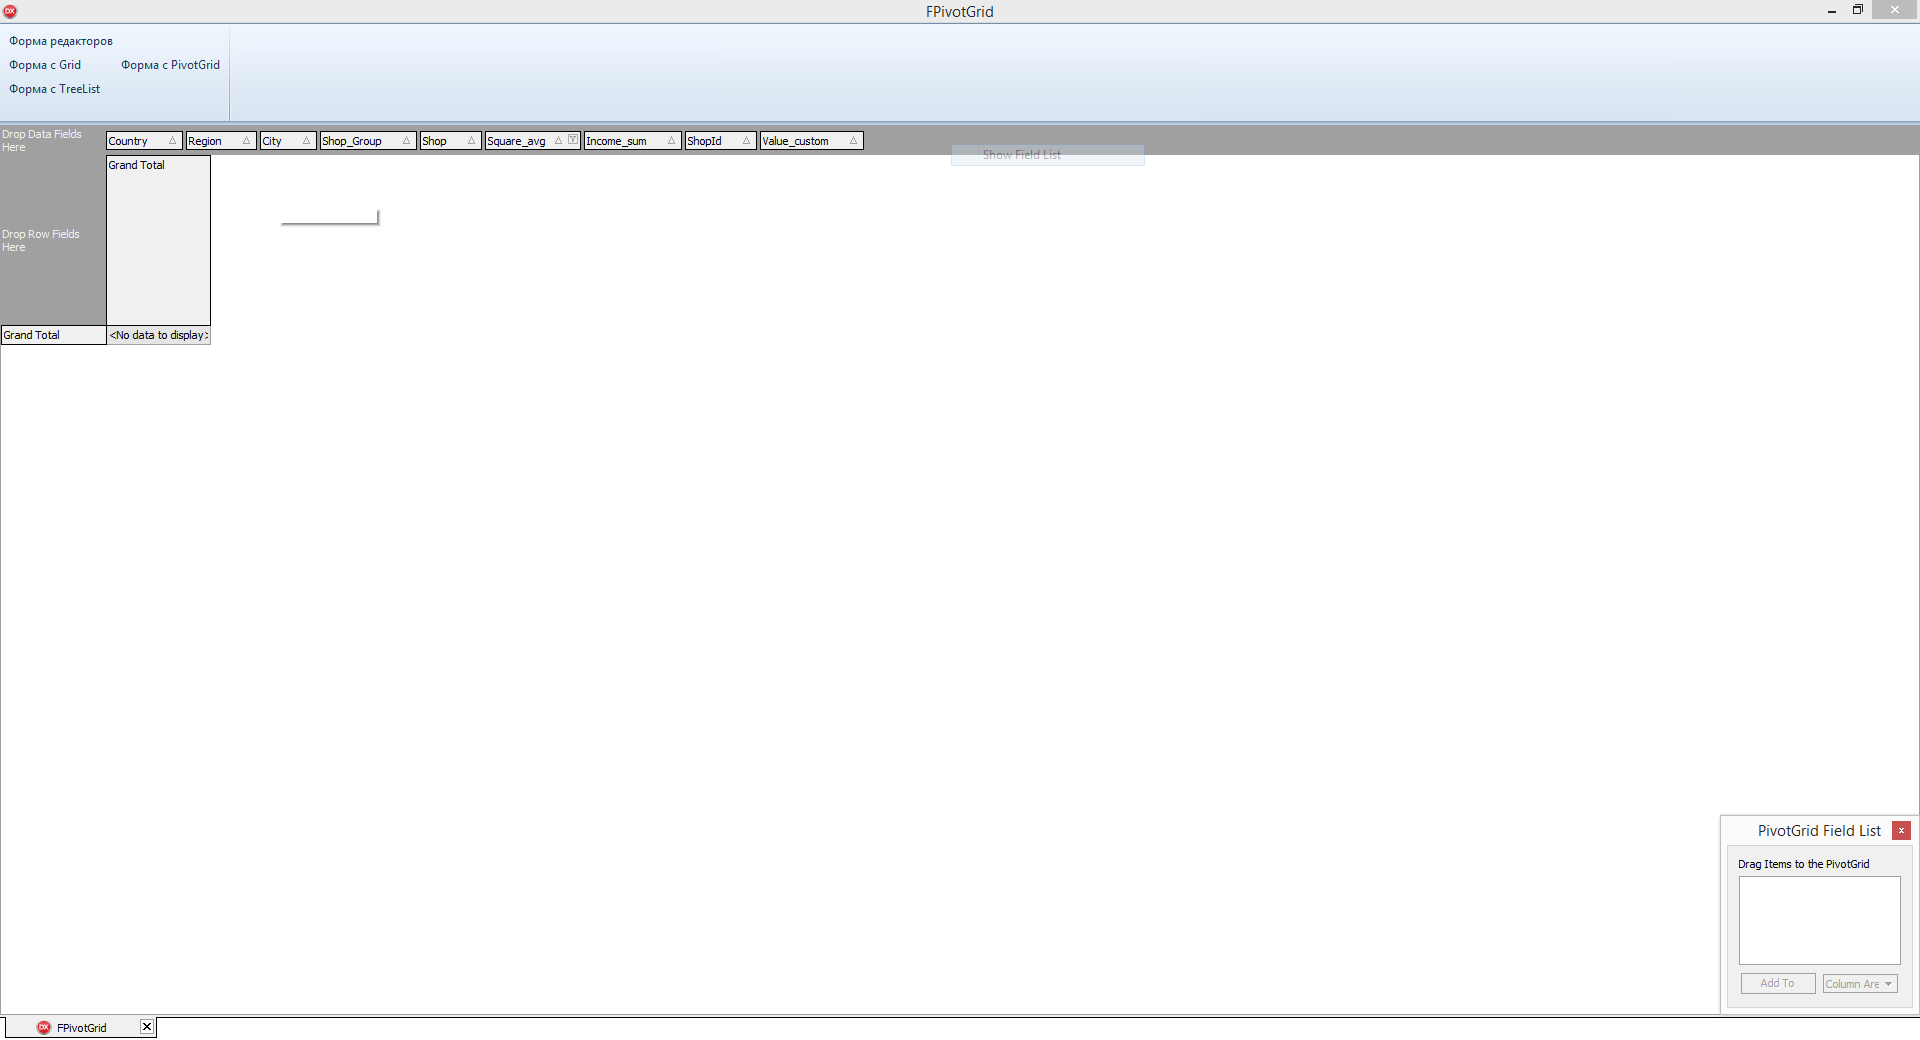 FPivotGrid
Форма редакторов
Форма с Grid
Форма с PivotGrid
Форма с TreeList
Drop Data Fields
Here
Country
Region
City
Shop_Group
Shop
Square_avg
Income_sum
ShopId
Value_custom
Show Field List
Grand Total
Drop Row Fields
Here
Grand Total
<No data to display>
PivotGrid Field List
Drag Items to the PivotGrid
Add To
Column Are
FPivotGrid